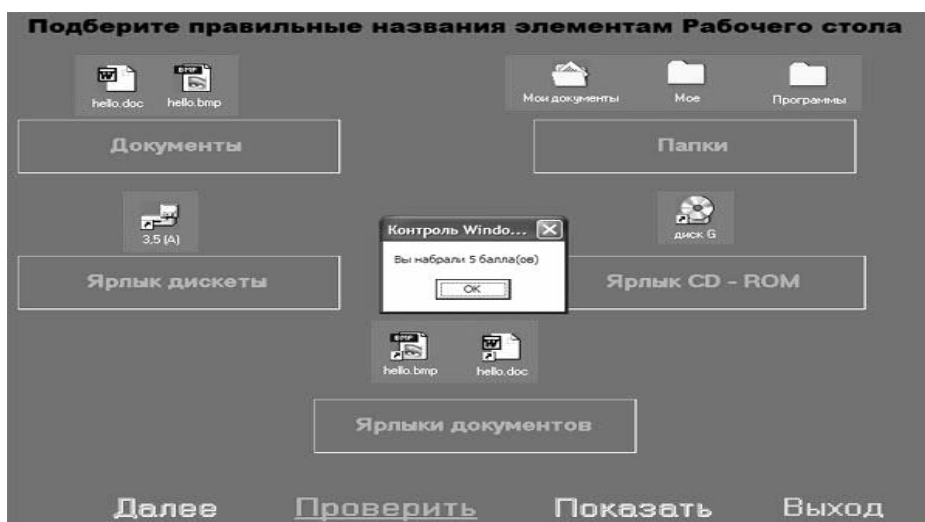 Подберите правильные названия элементам Рабочего стола
hello.doc hello.bmp
Мои документы Мое Программы
Документы
Папки
3,5 (A)
диск G
Контроль Windo...
Вы набрали 5 балла(ов)
OK
Ярлык дискеты
Ярлык CD - ROM
BMP
hello.bmp hello.doc
Ярлыки документов
Далее Проверить Показать Выход